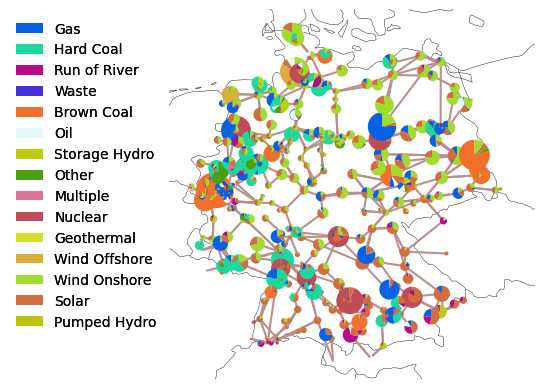 Gas
Hard Coal
Run of River
Waste
Brown Coal
Oil
Storage Hydro
Other
Multiple
Nuclear
Geothermal
Wind Offshore
Wind Onshore
Solar
Pumped Hydro